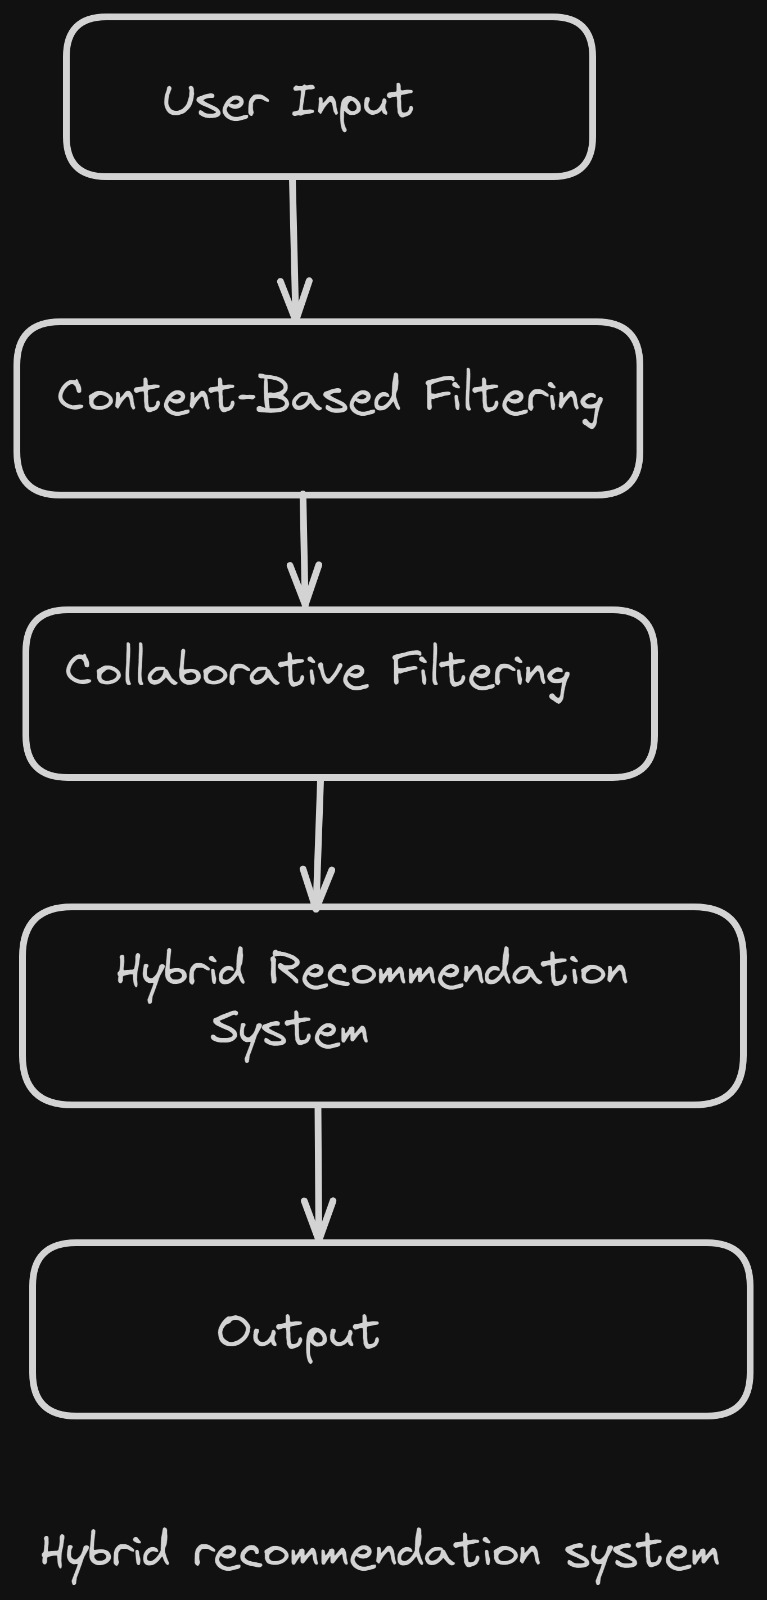 User Input
Content-Based Filtering
Collaborative Filtering
Hybrid Recommendation
System
Output
Hybrid recommendation system